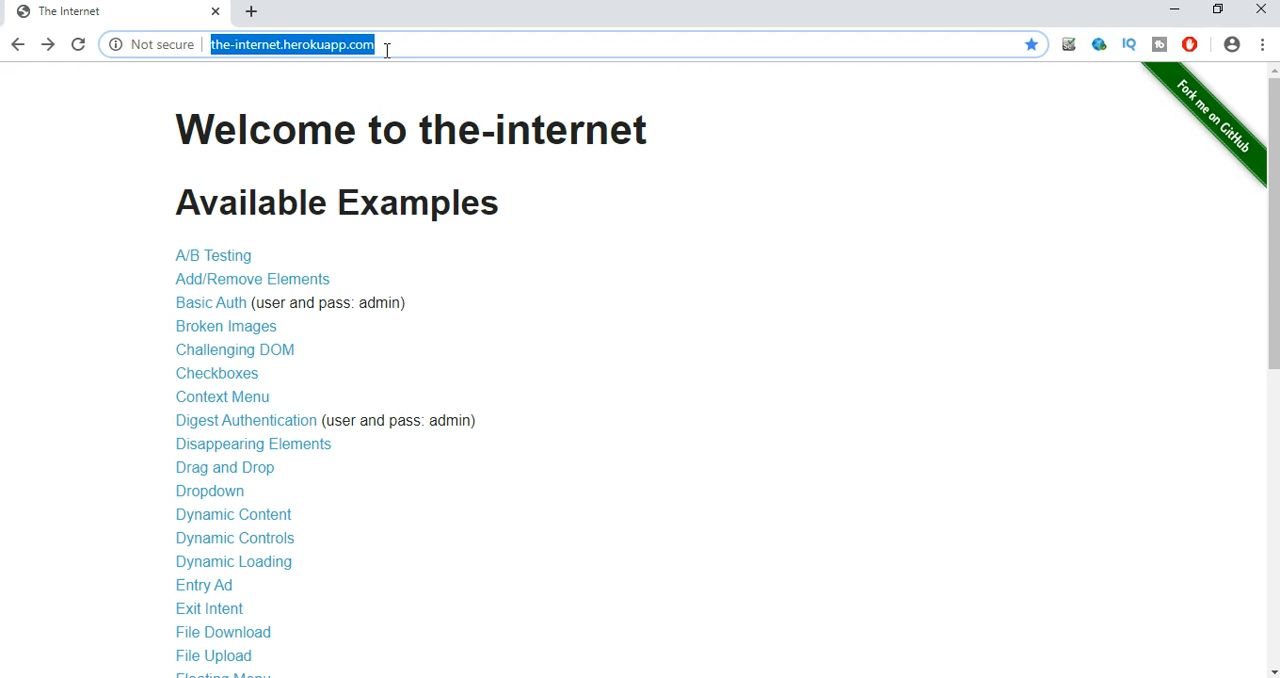 The Internet
Not secure
the-internet.herokuapp.com
IQ
Fork me on GitHub
Welcome to the-internet
Available Examples
A/B Testing
Add/Remove Elements
Basic Auth (user and pass: admin)
Broken Images
Challenging DOM
Checkboxes
Context Menu
Digest Authentication (user and pass: admin)
Disappearing Elements
Drag and Drop
Dropdown
Dynamic Content
Dynamic Controls
Dynamic Loading
Entry Ad
Exit Intent
File Download
File Upload
Floating Menu